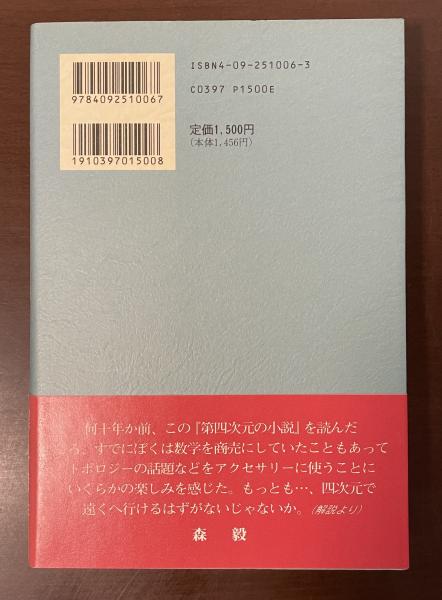 ISBN4-09-251006-3
C0397 P1500E
9784092510067
定価1,500円
(本体1,456円)
1910397015008
何十年か前、この『第四次元の小説』を読んだ
ろ、すでにぼくは数学を商売にしていたこともあって
トポロジーの話題などをアクセサリーに使うことに
いくらかの楽しみを感じた。もっとも…、四次元で
遠くへ行けるはずがないじゃないか。(解説より)
森 毅